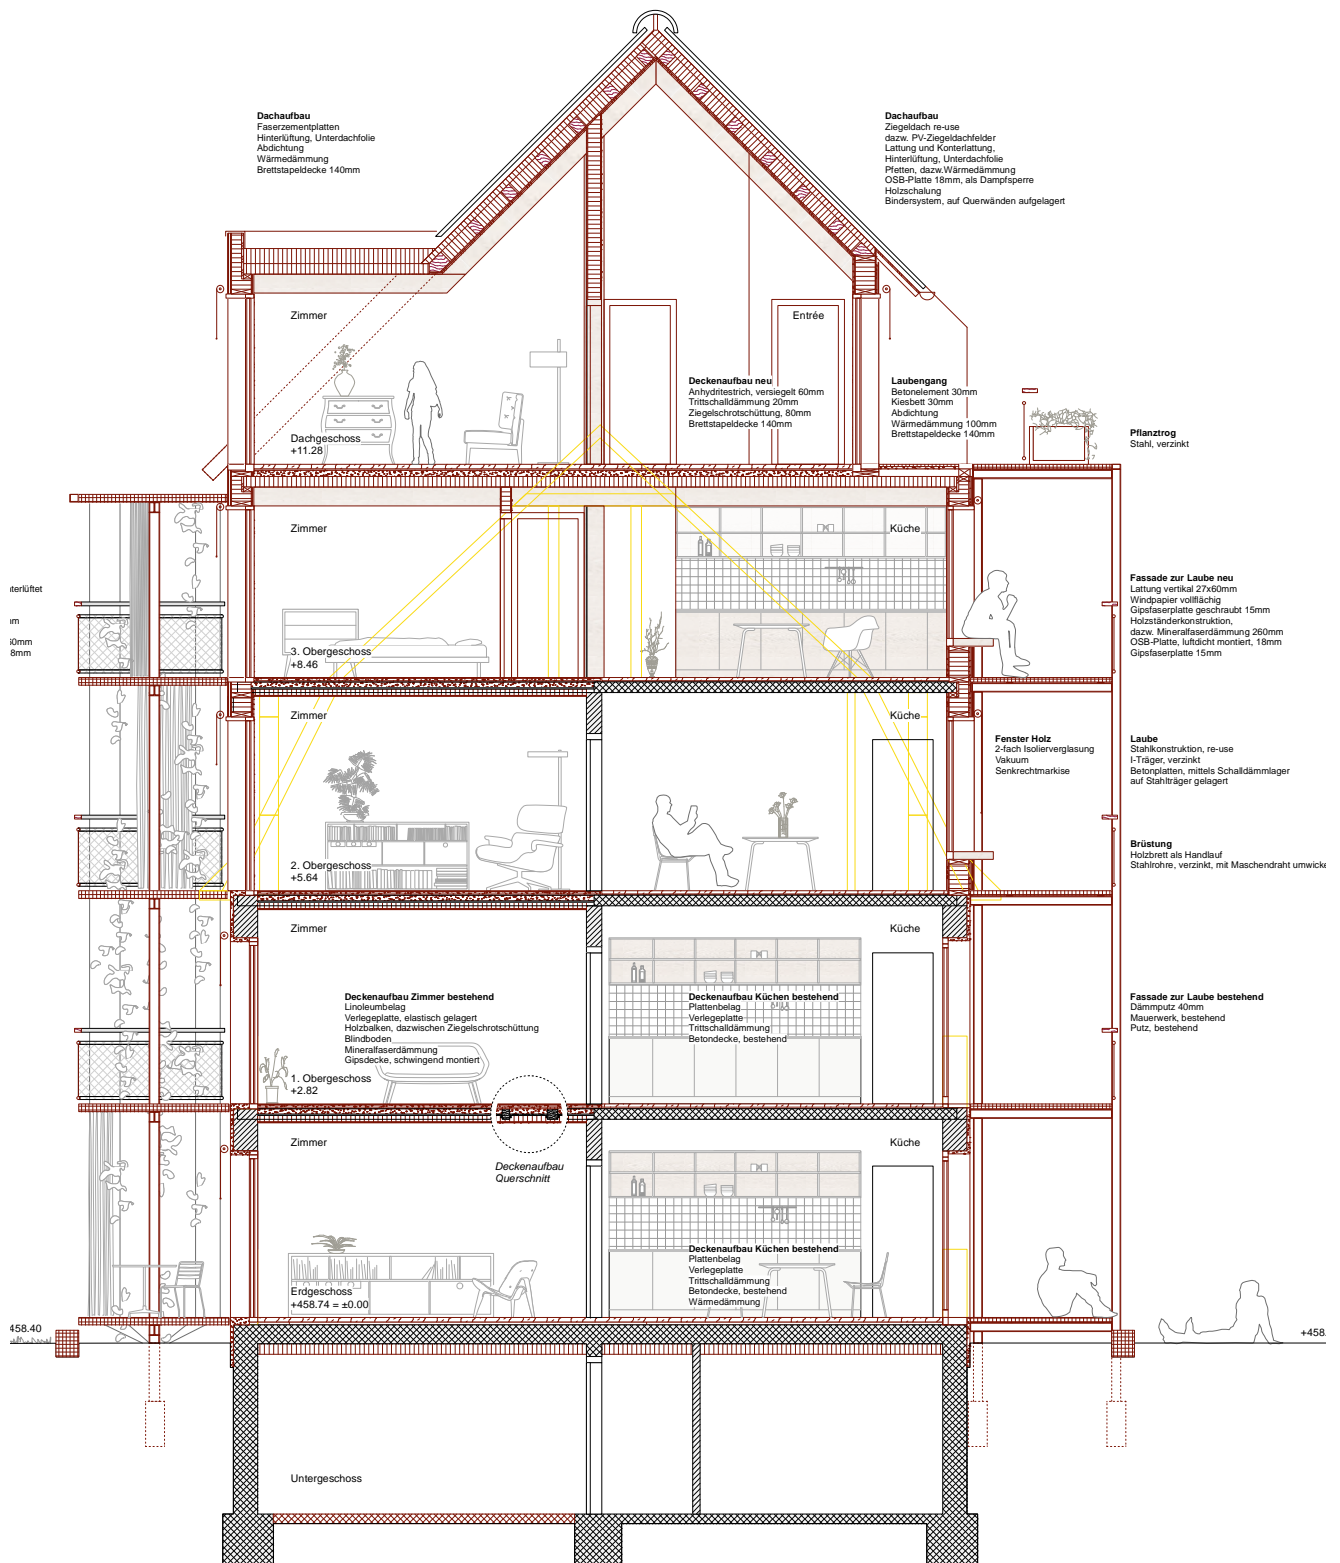 Dachaufbau
Faserzementplatten
Hinterlüftung, Unterdachfolie
Abdichtung
Wärmedämmung
Brettstapeldecke 140mm
Dachaufbau
Ziegeldach re-use
dazw. PV-Ziegeldachfelder
Lattung und Konterlattung,
Hinterlüftung, Unterdachfolie
Pfetten, dazw.Wärmedämmung
OSB-Platte 18mm, als Dampfsperre
Holzschalung
Bindersystem, auf Querwänden aufgelagert
Zimmer
Entrée
Deckenaufbau neu
Anhydritestrich, versiegelt 60mm
Trittschalldämmung 20mm
Ziegelschrotschüttung, 80mm
Brettstapeldecke 140mm
Laubengang
Betonelement 30mm
Kiesbett 30mm
Abdichtung
Wärmedämmung 100mm
Brettstapeldecke 140mm
Pflanztrog
Stahl, verzinkt
Dachgeschoss
+11.28
Zimmer
Küche
Fassade zur Laube neu
Lattung vertikal 27x60mm
Windpapier vollflächig
Gipsfaserplatte geschraubt 15mm
Holzständerkonstruktion,
dazw. Mineralfaserdämmung 260mm
OSB-Platte, luftdicht montiert, 18mm
Gipsfaserplatte 15mm
3. Obergeschoss
+8.46
Zimmer
Küche
Fenster Holz
2-fach Isolierverglasung
Vakuum
Senkrechtmarkise
Laube
Stahlkonstruktion, re-use
I-Träger, verzinkt
Betonplatten, mittels Schalldämmlager
auf Stahlträger gelagert
Brüstung
Holzbrett als Handlauf
Stahlrohre, verzinkt, mit Maschendraht umwicke
2. Obergeschoss
+5.64
Zimmer
Küche
Deckenaufbau Zimmer bestehend
Linoleumbelag
Verlegeplatte, elastisch gelagert
Holzbalken, dazwischen Ziegelschrotschüttung
Blindboden
Mineralfaserdämmung
Gipsdecke, schwingend montiert
Deckenaufbau Küchen bestehend
Plattenbelag
Verlegeplatte
Trittschalldämmung
Betondecke, bestehend
Fassade zur Laube bestehend
Dämmputz 40mm
Mauerwerk, bestehend
Putz, bestehend
1. Obergeschoss
+2.82
Zimmer
Küche
Deckenaufbau
Querschnitt
Deckenaufbau Küchen bestehend
Plattenbelag
Verlegeplatte
Trittschalldämmung
Betondecke, bestehend
Wärmedämmung
Erdgeschoss
+458.74 = ±0.00
458.40
+458.
Untergeschoss